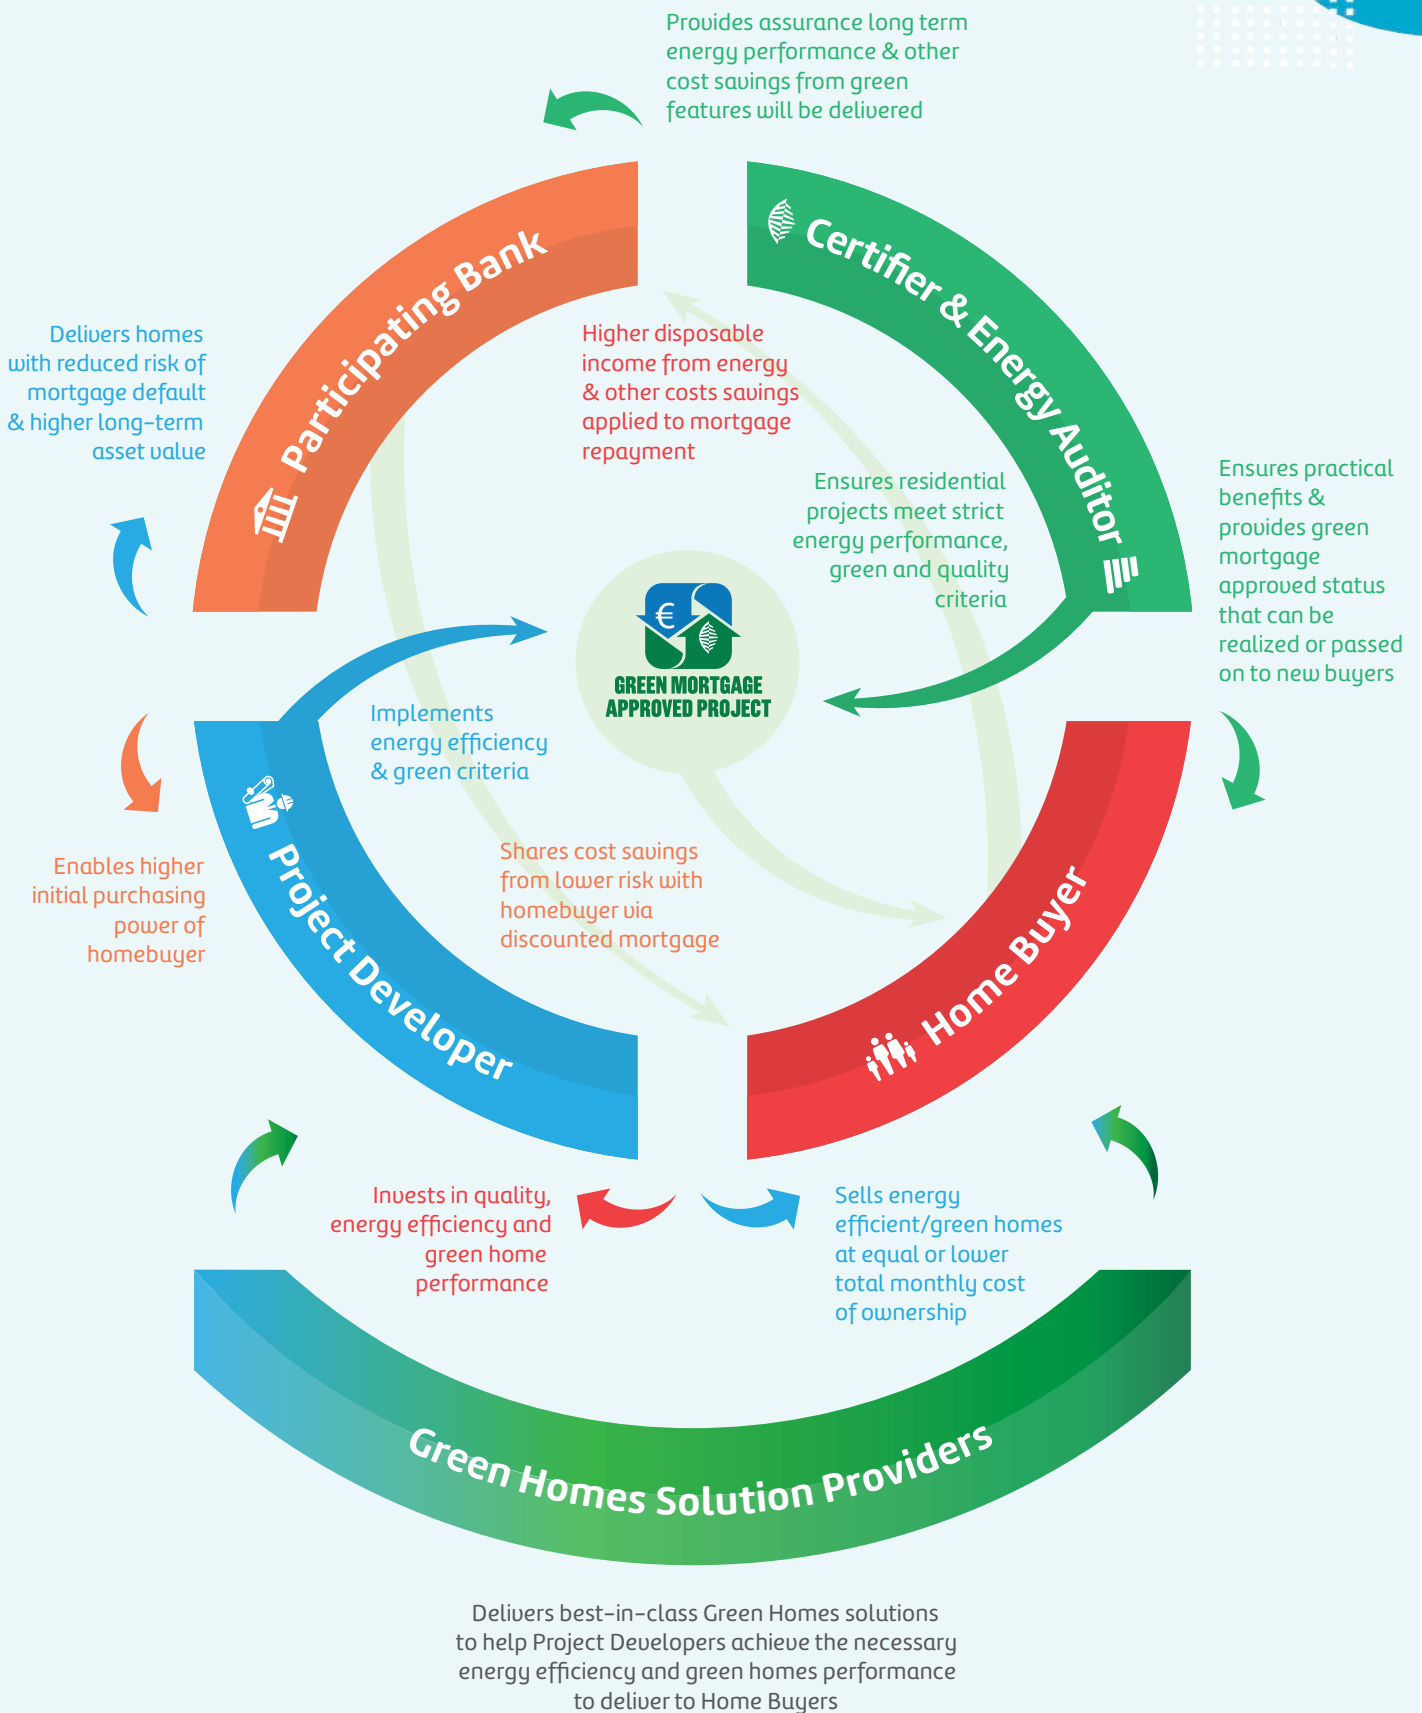 Provides assurance long term
energy performance & other
cost savings from green
features will be delivered
Participating Bank
Certifier & Energy Auditor
Delivers homes
with reduced risk of
mortgage default
& higher long-term
asset value
Higher disposable
income from energy
& other costs savings
applied to mortgage
repayment
Ensures residential
projects meet strict
energy performance,
green and quality
criteria
Ensures practical
benefits &
provides green
mortgage
approved status
that can be
realized or passed
on to new buyers
€
GREEN MORTGAGE
APPROVED PROJECT
Implements
energy efficiency
& green criteria
Enables higher
initial purchasing
power of
homebuyer
Shares cost savings
from lower risk with
homebuyer via
discounted mortgage
Project Developer
Home Buyer
Invests in quality,
energy efficiency and
green home
performance
Sells energy
efficient/green homes
at equal or lower
total monthly cost
of ownership
Green Homes Solution Providers
Delivers best-in-class Green Homes solutions
to help Project Developers achieve the necessary
energy efficiency and green homes performance
to deliver to Home Buyers